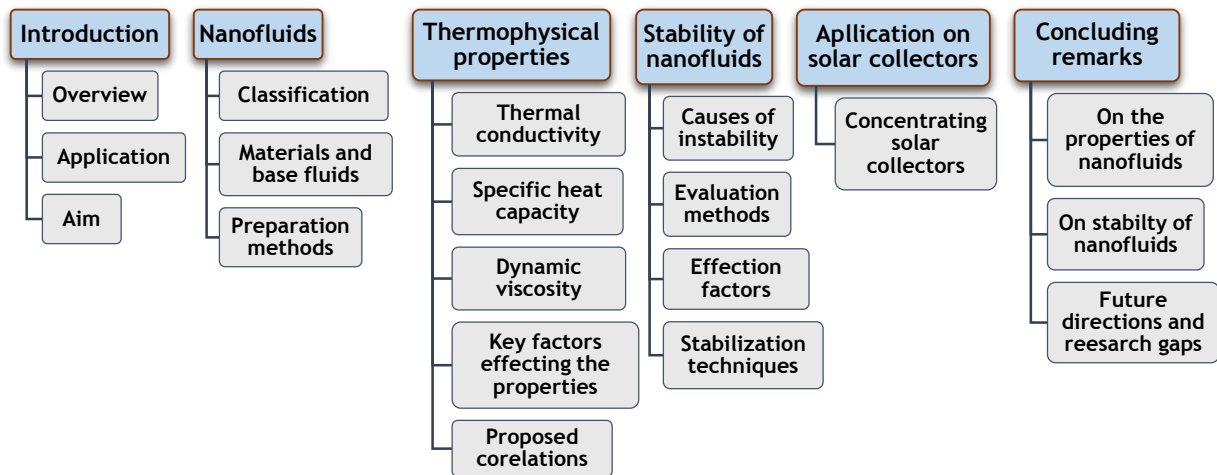 Introduction
Overview
Application
Aim
Nanofluids
Classification
Materials and
base fluids
Preparation
methods
Thermophysical
properties
Thermal
conductivity
Specific heat
capacity
Dynamic
viscosity
Key factors
effecting the
properties
Proposed
corelations
Stability of
nanofluids
Causes of
instability
Evaluation
methods
Effection
factors
Stabilization
techniques
Apllication on
solar collectors
Concentrating
solar
collectors
Concluding
remarks
On the
properties of
nanofluids
On stabilty of
nanofluids
Future
directions and
reesarch gaps